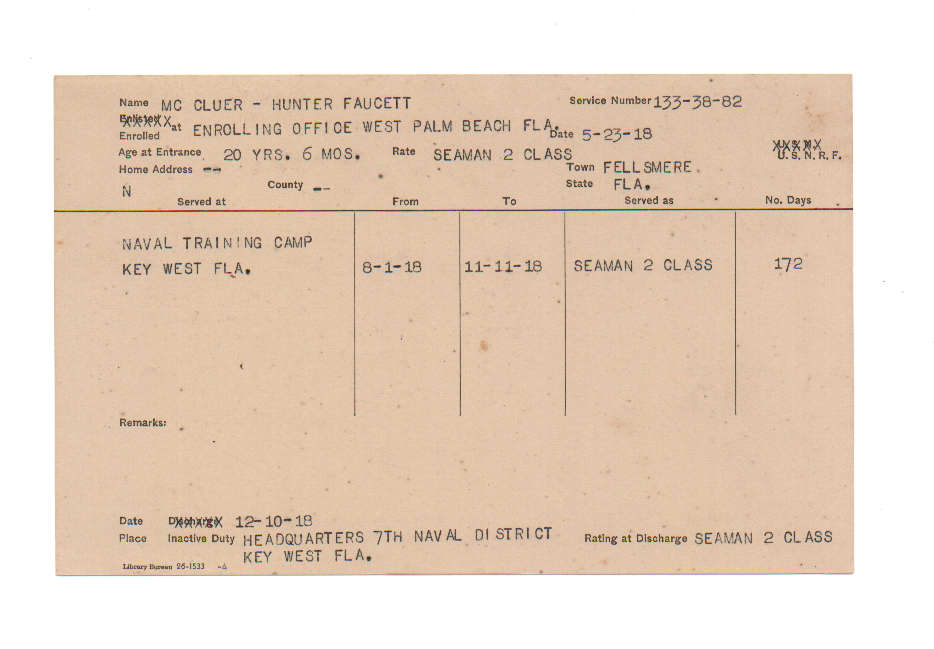 Name MC CLUER - HUNTER FAUCETT Service Number 133-38-82
Enlisted
Enrolled at ENROLLING OFFICE WEST PALM BEACH FLA. Date 5-23-18
Age at Entrance 20 YRS. 6 MOS. Rate SEAMAN 2 CLASS U. S. N. R. F.
Home Address -- Town FELLSMERE
N County -- State FLA.
Served at From To Served as No. Days
NAVAL TRAINING CAMP
KEY WEST FLA. 8-1-18 11-11-18 SEAMAN 2 CLASS 172
Remarks:
Date Discharge 12-10-18
Place Inactive Duty HEADQUARTERS 7TH NAVAL DISTRICT Rating at Discharge SEAMAN 2 CLASS
KEY WEST FLA.
Library Bureau 26-1533